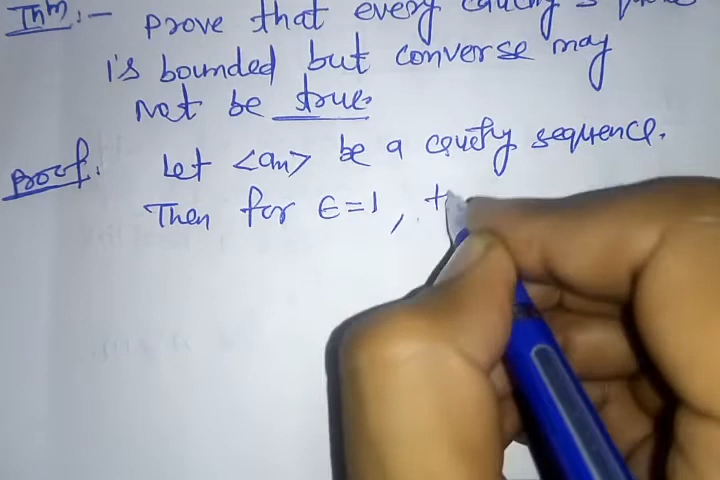 Thm:- Prove that every cauchy
is bounded but converse may
not be true.
Proof. Let <an> be a cauchy sequence.
Then for ϵ=1,